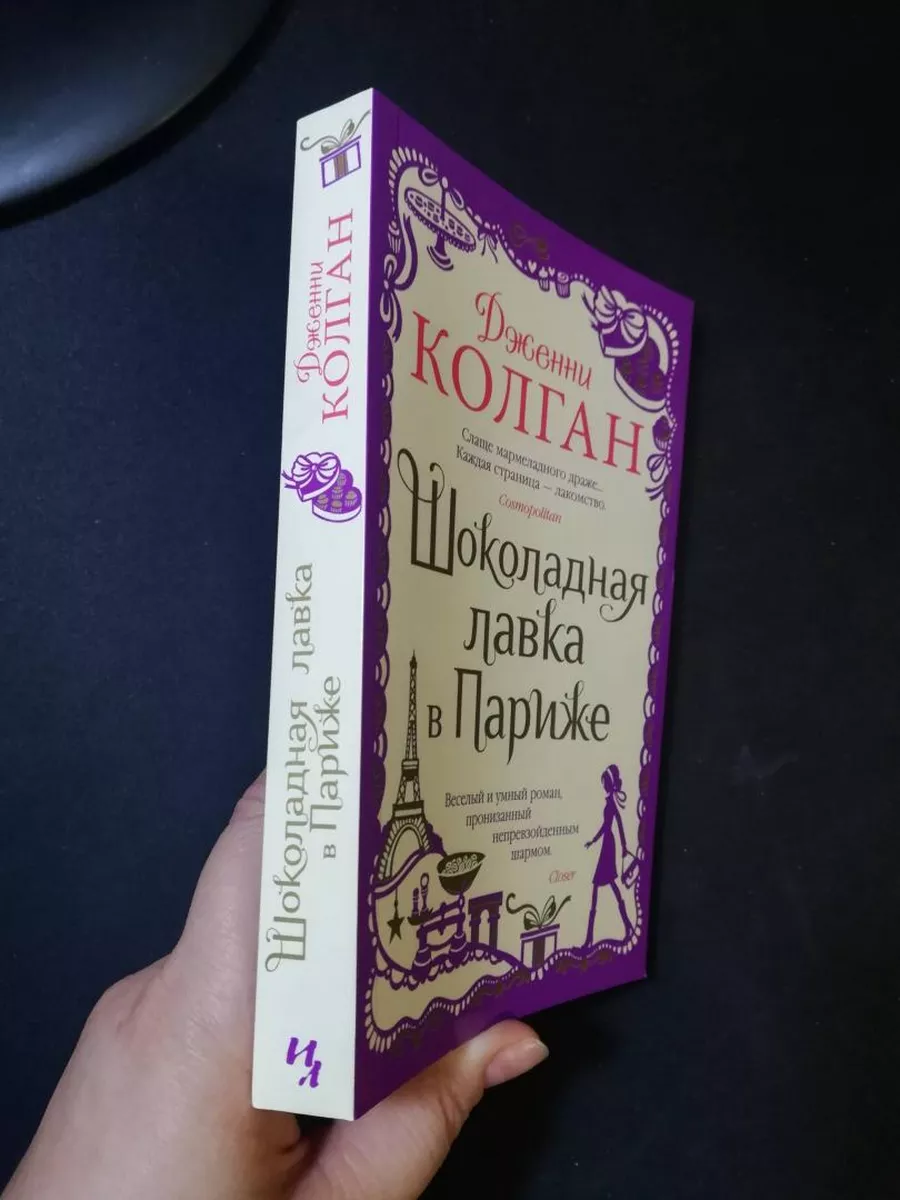 Дженни
КОЛГАН
Шоколадная лавка
в Париже
ИЛ
Дженни
КОЛГАН
Слаще мармеладного драже...
Каждая страница — лакомство.
Cosmopolitan
Шоколадная
лавка
в Париже
Веселый и умный роман,
пронизанный
непревзойденным
шармом.
Closer